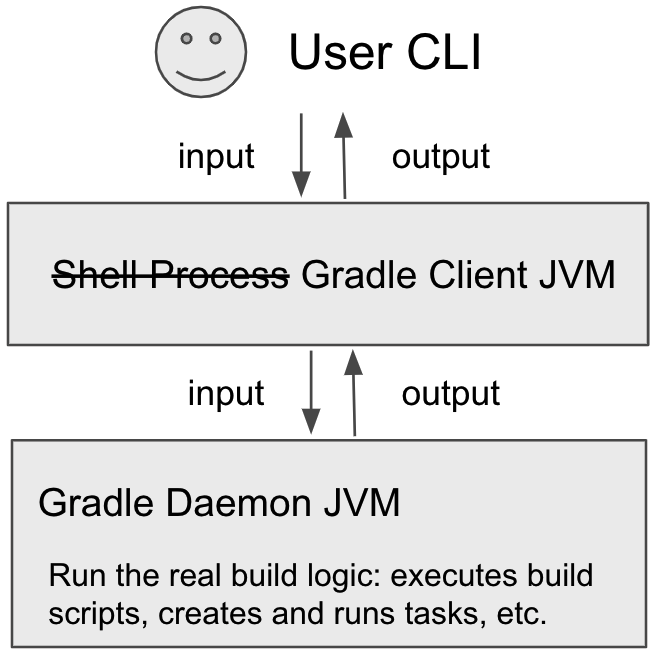 User CLI
input output
Shell Process Gradle Client JVM
input output
Gradle Daemon JVM
Run the real build logic: executes build
scripts, creates and runs tasks, etc.